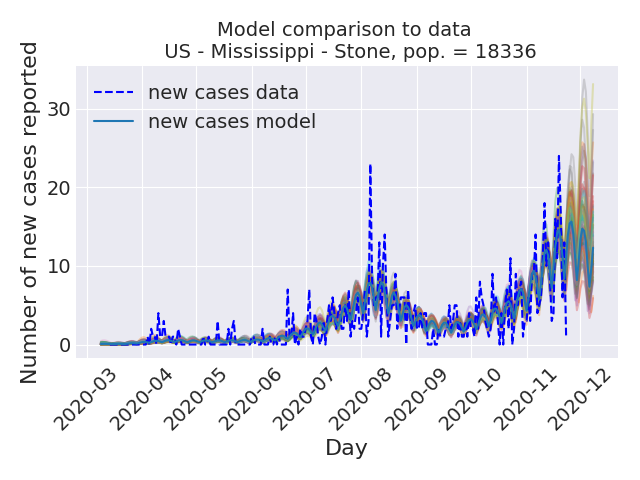 Model comparison to data
US - Mississippi - Stone, pop. = 18336
Number of new cases reported
30
20
10
0
new cases data
new cases model
2020-03
2020-04
2020-05
2020-06
2020-07
2020-08
2020-09
2020-10
2020-11
2020-12
Day